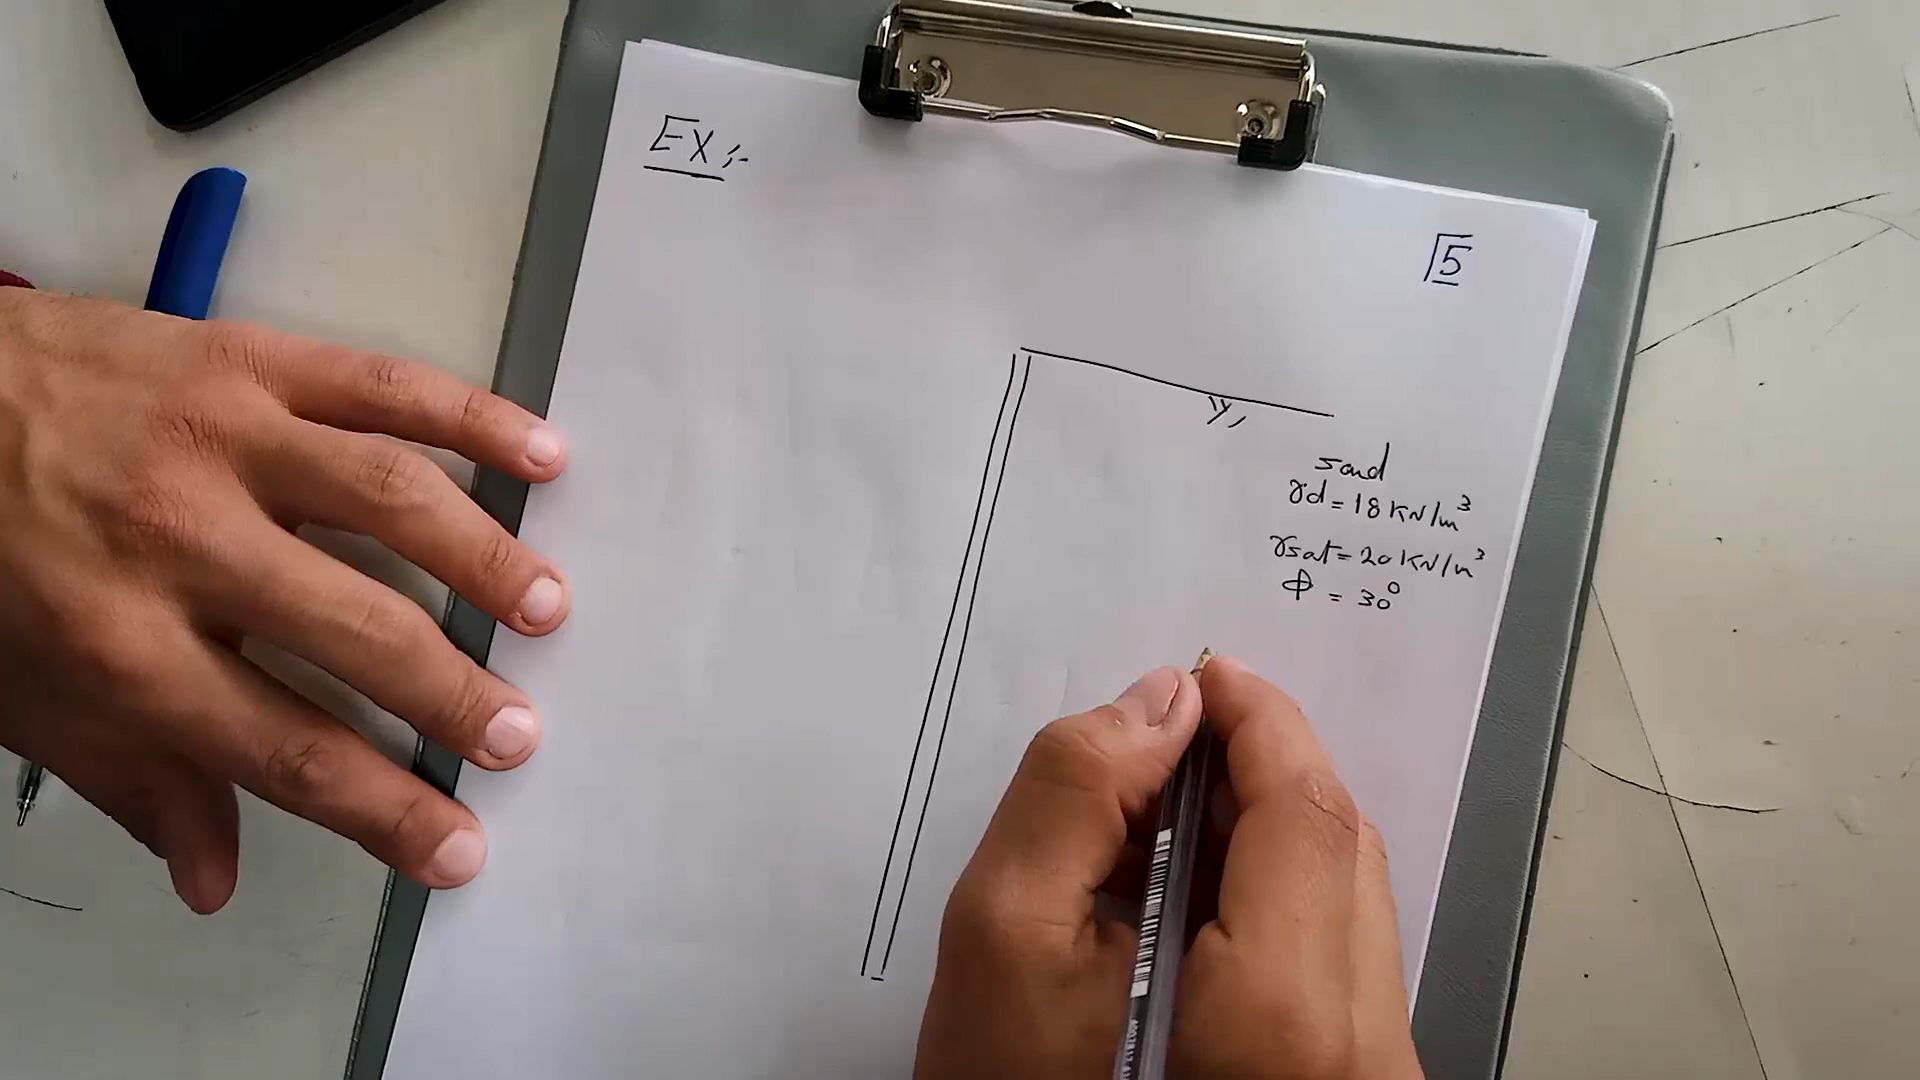 EX:-
5
sand
γd = 18 KN/m³
γsat = 20 KN/m³
Φ = 30°